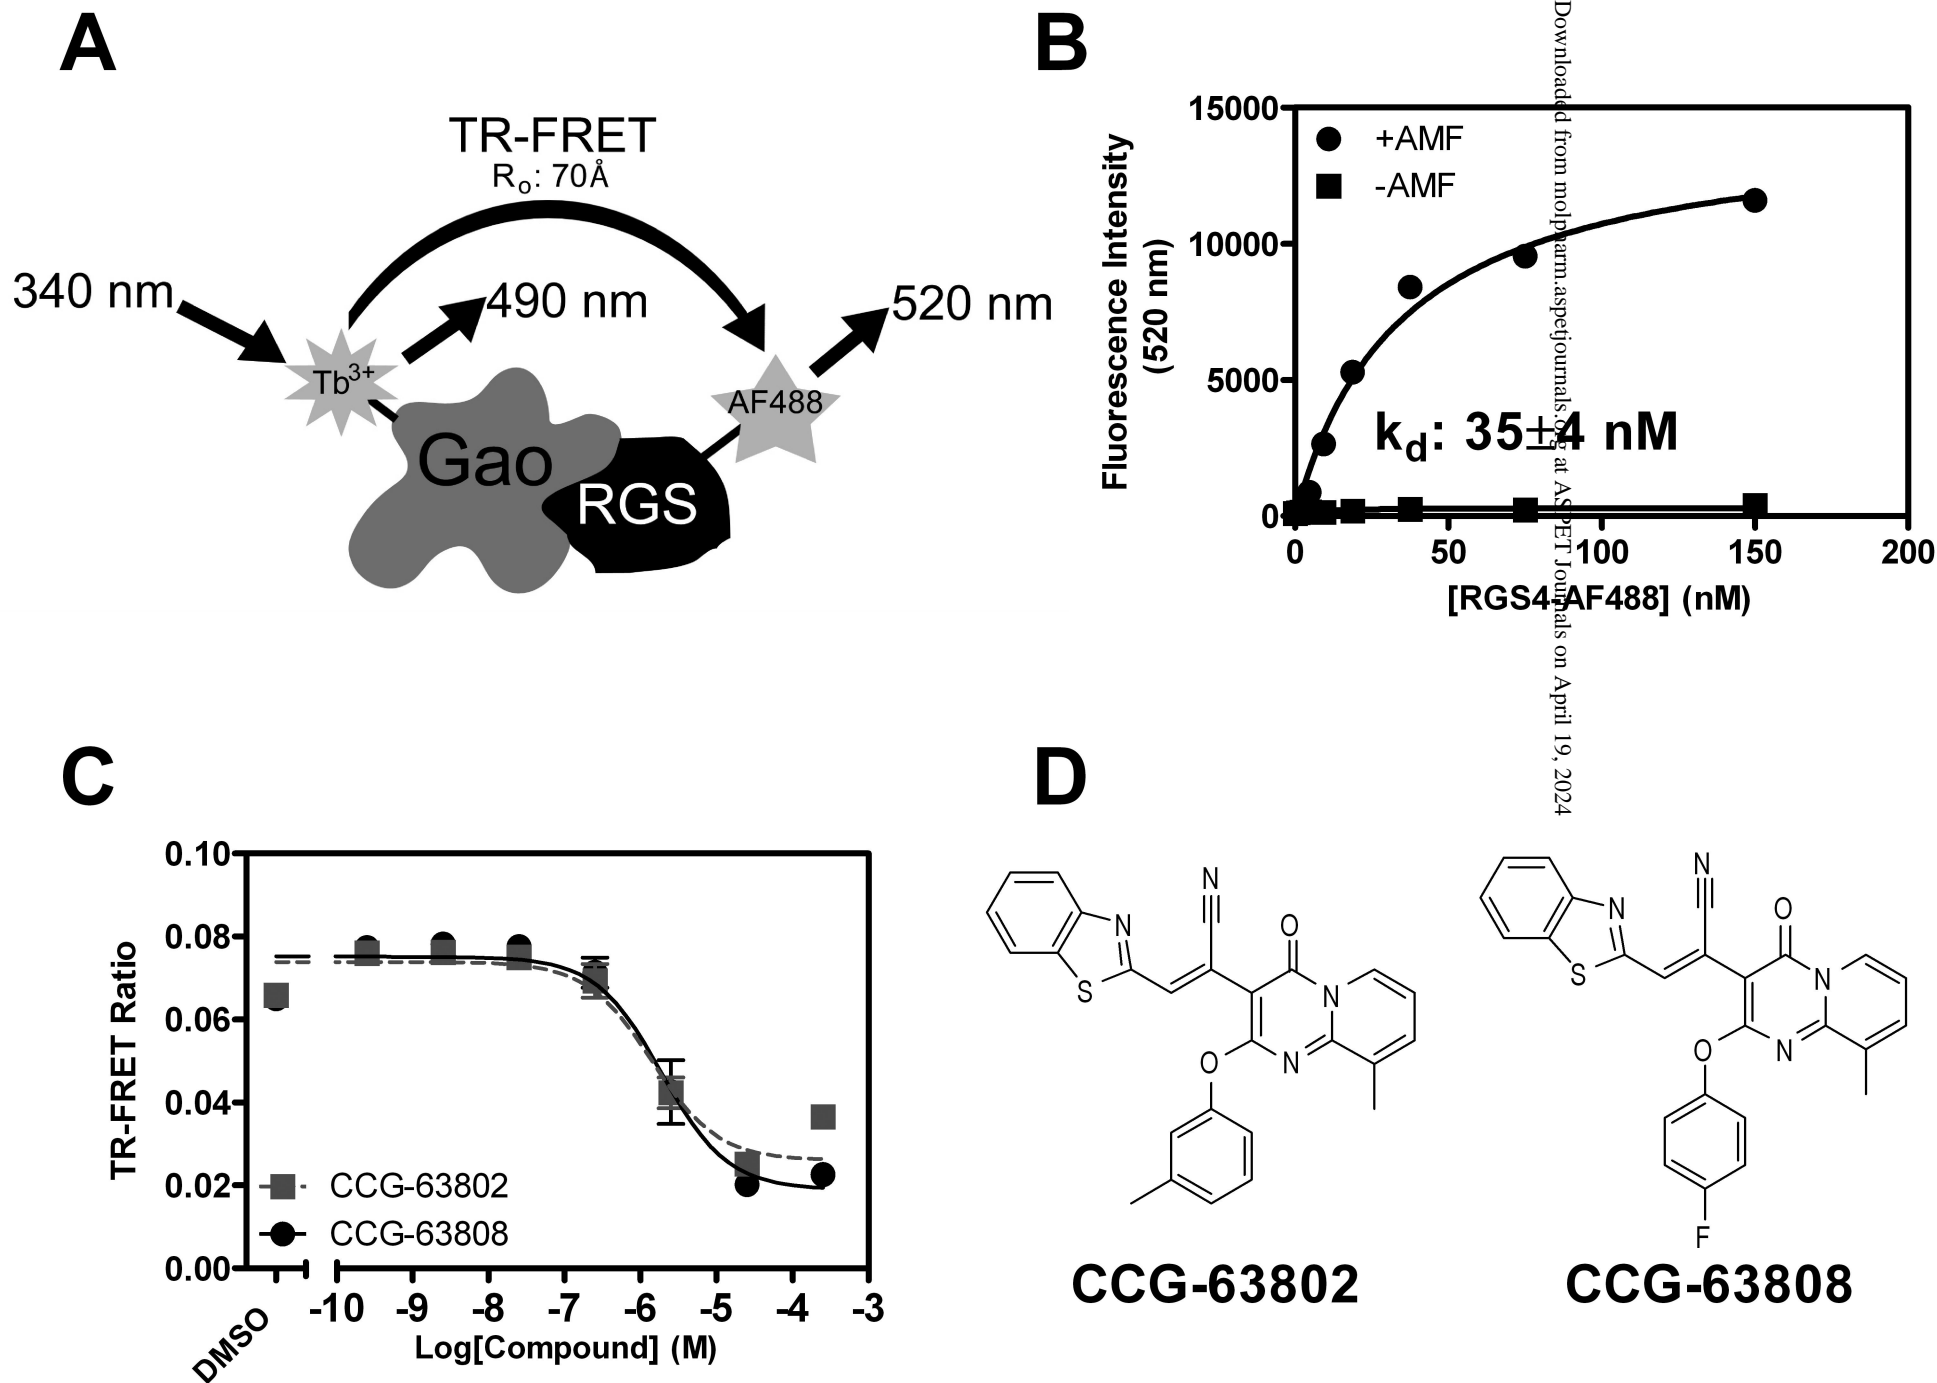 A
TR-FRET
Ro: 70Å
340 nm
490 nm
520 nm
Tb3+
AF488
Gao
RGS
B
15000
10000
5000
0
Fluorescence Intensity
(520 nm)
+AMF
-AMF
kd: 35±4 nM
0 50 100 150 200
[RGS4-AF488] (nM)
Downloaded from molpharm.aspetjournals.org at ASPET Journals on April 19, 2024
C
0.10
0.08
0.06
0.04
0.02
0.00
TR-FRET Ratio
CCG-63802
CCG-63808
DMSO -10 -9 -8 -7 -6 -5 -4 -3
Log[Compound] (M)
D
N
N
S
O
N
N
O
CCG-63802
N
N
S
O
N
N
O
F
CCG-63808